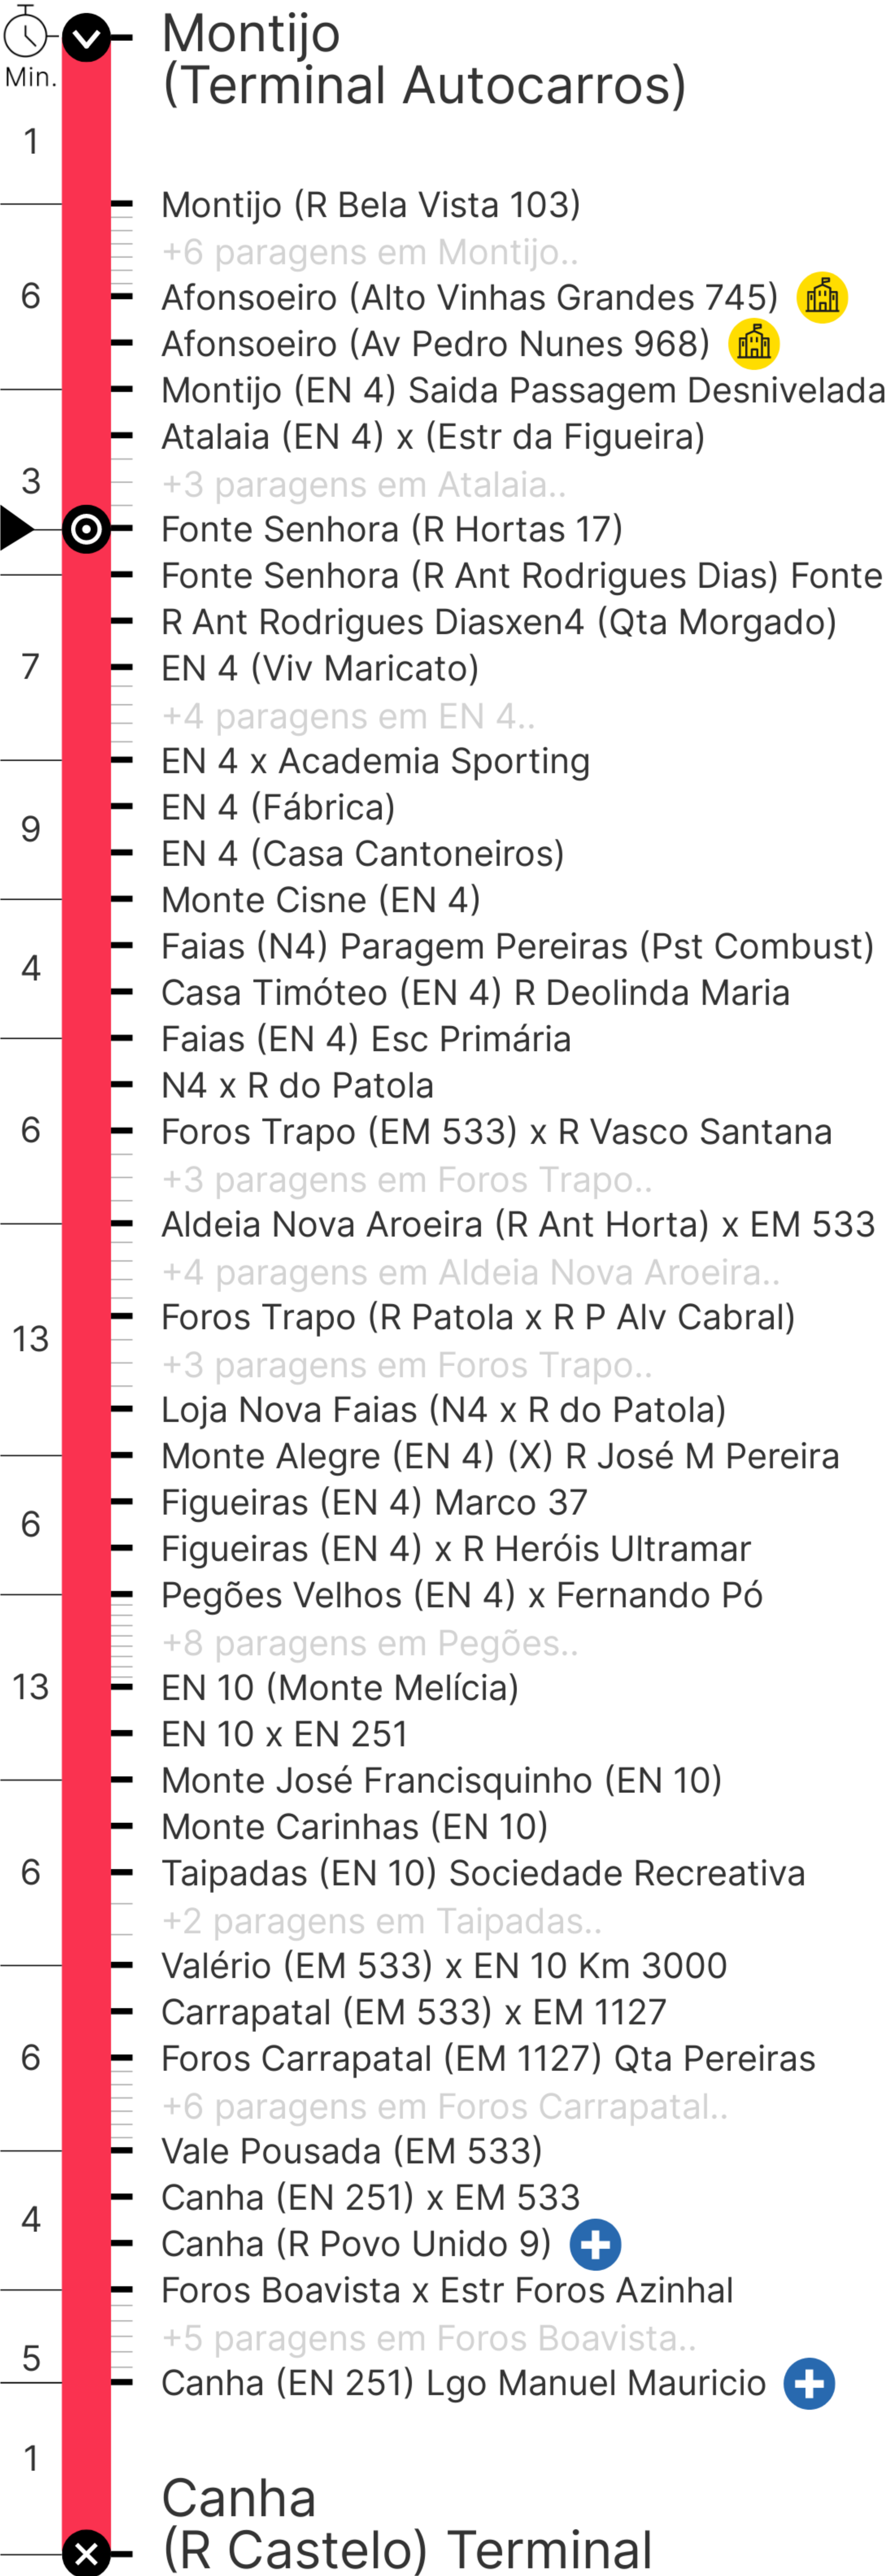 Montijo
(Terminal Autocarros)
Min.
1
Montijo (R Bela Vista 103)
+6 paragens em Montijo..
6
Afonsoeiro (Alto Vinhas Grandes 745)
Afonsoeiro (Av Pedro Nunes 968)
Montijo (EN 4) Saida Passagem Desnivelada
Atalaia (EN 4) x (Estr da Figueira)
3
+3 paragens em Atalaia..
Fonte Senhora (R Hortas 17)
Fonte Senhora (R Ant Rodrigues Dias) Fonte
R Ant Rodrigues Diasxen4 (Qta Morgado)
7
EN 4 (Viv Maricato)
+4 paragens em EN 4..
EN 4 x Academia Sporting
EN 4 (Fábrica)
9
EN 4 (Casa Cantoneiros)
Monte Cisne (EN 4)
Faias (N4) Paragem Pereiras (Pst Combust)
4
Casa Timóteo (EN 4) R Deolinda Maria
Faias (EN 4) Esc Primária
N4 x R do Patola
6
Foros Trapo (EM 533) x R Vasco Santana
+3 paragens em Foros Trapo..
Aldeia Nova Aroeira (R Ant Horta) x EM 533
+4 paragens em Aldeia Nova Aroeira..
Foros Trapo (R Patola x R P Alv Cabral)
13
+3 paragens em Foros Trapo..
Loja Nova Faias (N4 x R do Patola)
Monte Alegre (EN 4) (X) R José M Pereira
Figueiras (EN 4) Marco 37
6
Figueiras (EN 4) x R Heróis Ultramar
Pegões Velhos (EN 4) x Fernando Pó
+8 paragens em Pegões..
13
EN 10 (Monte Melícia)
EN 10 x EN 251
Monte José Francisquinho (EN 10)
Monte Carinhas (EN 10)
6
Taipadas (EN 10) Sociedade Recreativa
+2 paragens em Taipadas..
Valério (EM 533) x EN 10 Km 3000
Carrapatal (EM 533) x EM 1127
6
Foros Carrapatal (EM 1127) Qta Pereiras
+6 paragens em Foros Carrapatal..
Vale Pousada (EM 533)
Canha (EN 251) x EM 533
4
Canha (R Povo Unido 9)
Foros Boavista x Estr Foros Azinhal
+5 paragens em Foros Boavista..
5
Canha (EN 251) Lgo Manuel Mauricio
1
Canha
(R Castelo) Terminal